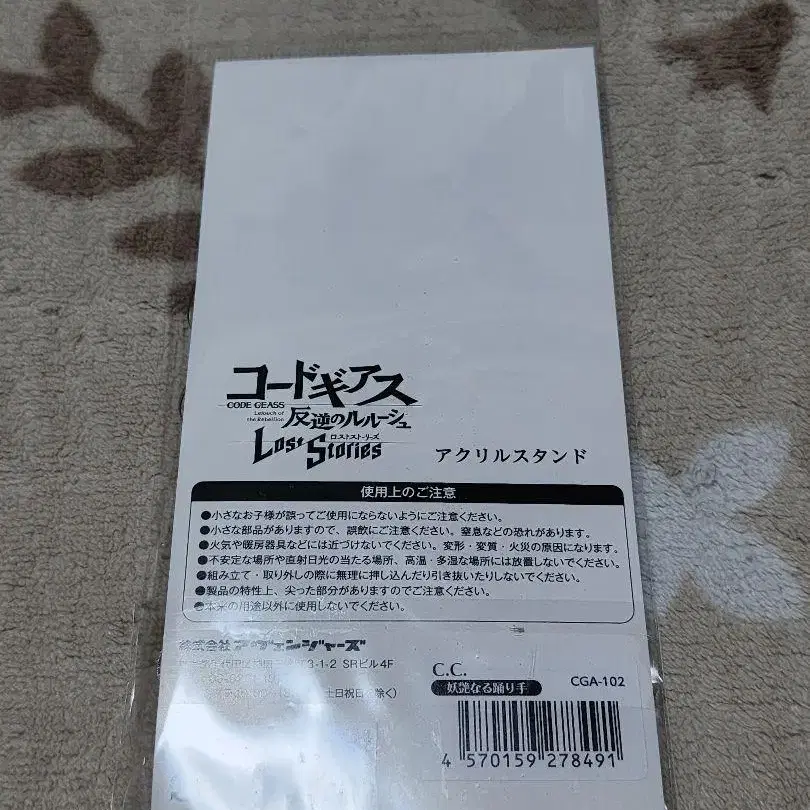 コードギアス
CODE GEASS
Lelouch of
the Rebellion
反逆のルルーシュ
ロストストーリーズ
Lost Stories
アクリルスタンド
使用上のご注意
●小さなお子様が誤ってご使用にならないようにご注意ください。
●小さな部品がありますので、誤飲にご注意ください。窒息などの恐れがあります。
●火気や暖房器具などには近づけないでください。変形・変質・火災の原因になります。
●不安定な場所や直射日光の当たる場所、高温・多湿な場所には放置しないでください。
●組み立て・取り外しの際に無理に押し込んだり引き抜いたりしないでください。
●製品の特性上、尖った部分がありますのでご注意ください。
●本来の用途以外に使用しないでください。
株式会社アヴェンジャーズ
3-1-2 SRビル4F
土日祝日 除く)
C.C.
妖艶なる踊り手
CGA-102
4 570159 278491